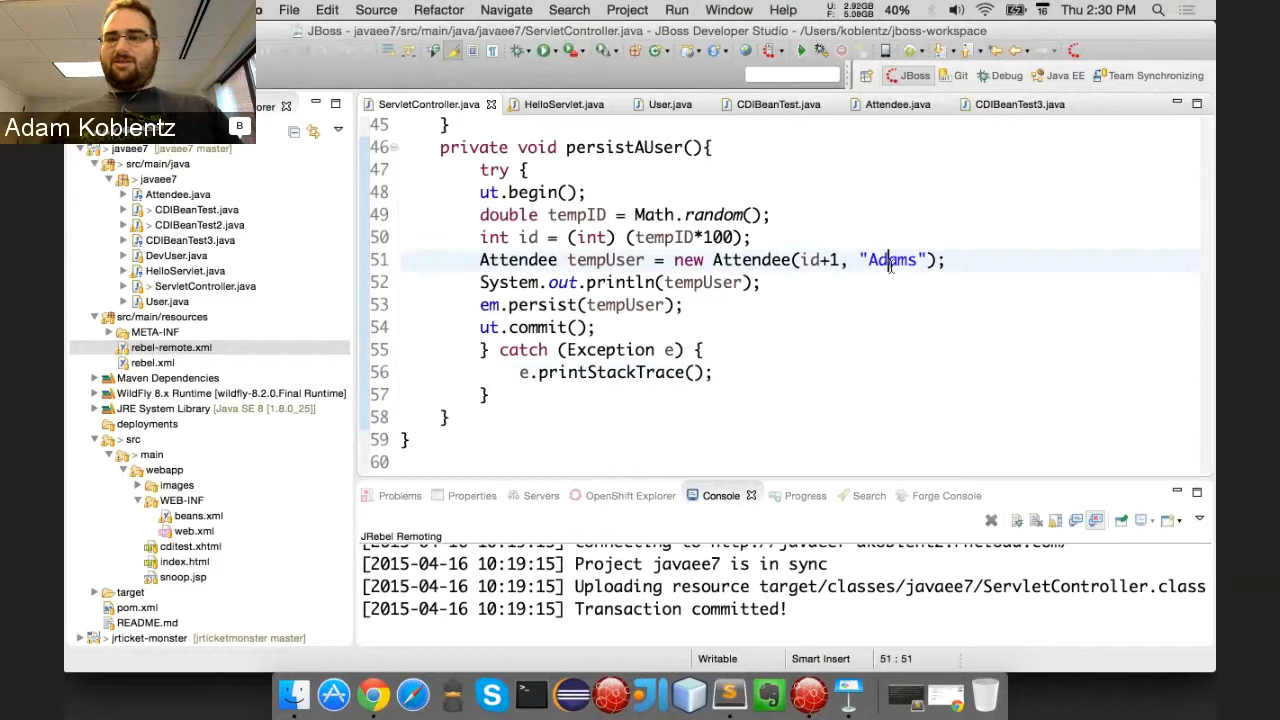 File Edit Source Refactor Navigate Search Project Run Window Help U: 2.92GB F: 5.08GB 40% 16 Thu 2:30 PM
JBoss - javaee7/src/main/java/javaee7/ServletController.java - JBoss Developer Studio - /Users/koblentz/jboss-workspace
JBoss Git Debug Java EE Team Synchronizing
Adam Koblentz B
orer
ServletController.java HelloServlet.java User.java CDIBeanTest.java Attendee.java CDIBeanTest3.java
> javaee7 [javaee7 master]
> src/main/java
> javaee7
Attendee.java
> CDIBeanTest.java
> CDIBeanTest2.java
CDIBeanTest3.java
DevUser.java
HelloServlet.java
> ServletController.java
User.java
src/main/resources
META-INF
rebel-remote.xml
rebel.xml
Maven Dependencies
WildFly 8.x Runtime [wildfly-8.2.0.Final Runtime]
JRE System Library [Java SE 8 [1.8.0_25]]
deployments
> src
main
webapp
images
WEB-INF
beans.xml
web.xml
cditest.xhtml
index.html
snoop.jsp
target
pom.xml
README.md
> jrticket-monster [jrticketmonster master]
45 }
46 private void persistAUser(){
47 try {
48 ut.begin();
49 double tempID = Math.random();
50 int id = (int) (tempID*100);
51 Attendee tempUser = new Attendee(id+1, "Adams");
52 System.out.println(tempUser);
53 em.persist(tempUser);
54 ut.commit();
55 } catch (Exception e) {
56 e.printStackTrace();
57 }
58 }
59 }
60
Problems Properties Servers OpenShift Explorer Console Progress Search Forge Console
JRebel Remoting
[2015-04-16 10:19:15] Project javaee7 is in sync
[2015-04-16 10:19:15] Uploading resource target/classes/javaee7/ServletController.class
[2015-04-16 10:19:15] Transaction committed!
Writable Smart Insert 51 : 51